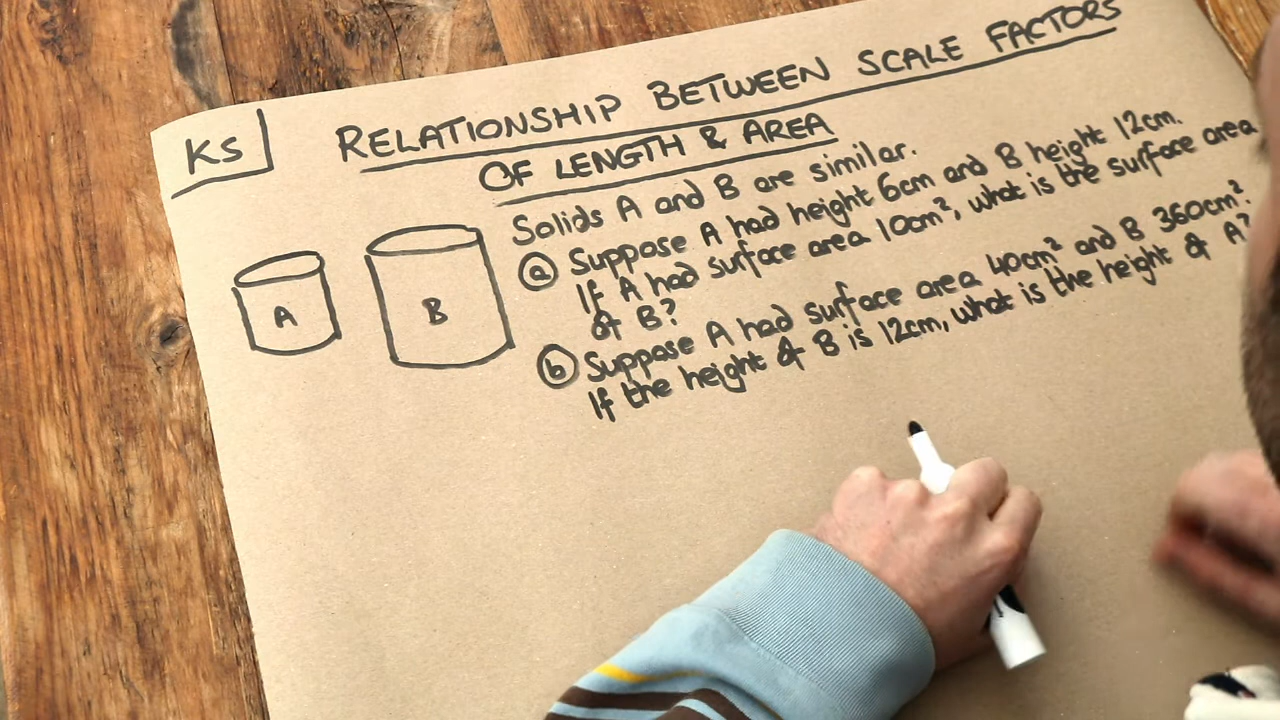 KS
RELATIONSHIP BETWEEN SCALE FACTORS
OF LENGTH & AREA
Solids A and B are similar.
ⓐ Suppose A had height 6cm and B height 12cm.
If A had surface area 10cm², what is the surface area
of B?
ⓑ Suppose A had surface area 40cm² and B 360cm².
If the height of B is 12cm, what is the height of A?
A
B